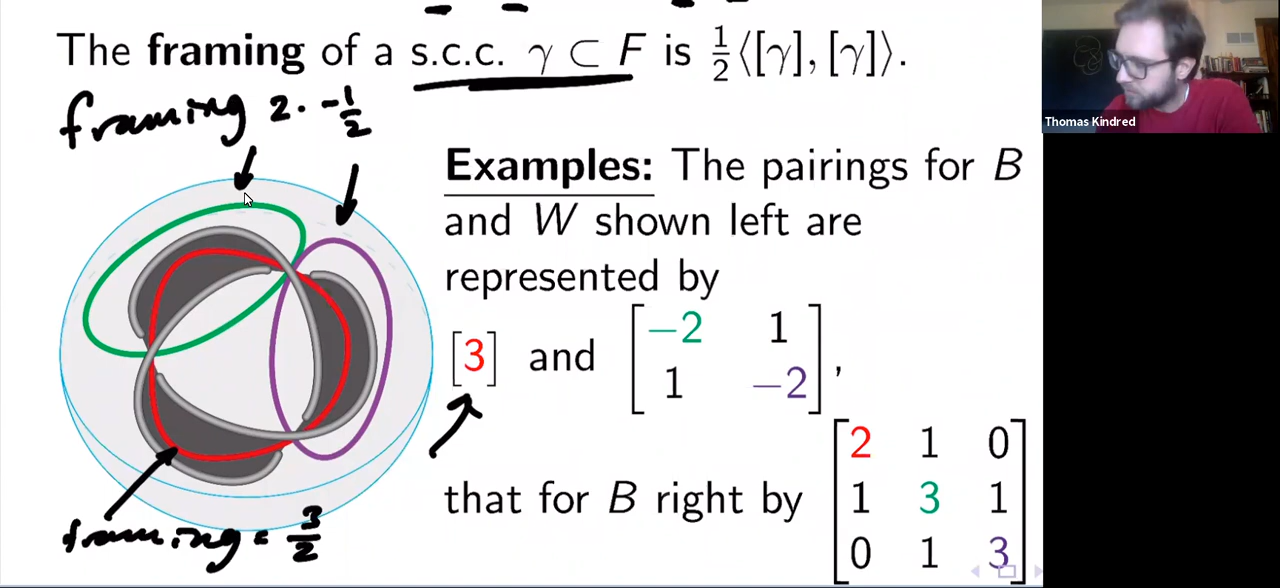 The framing of a s.c.c. γ ⊂ F is ½⟨[γ], [γ]⟩.
framing 2 · -½
Thomas Kindred
Examples: The pairings for B
and W shown left are
represented by
[3] and [-2 1
1 -2],
that for B right by [2 1 0
1 3 1
0 1 3]
framing = 3/2